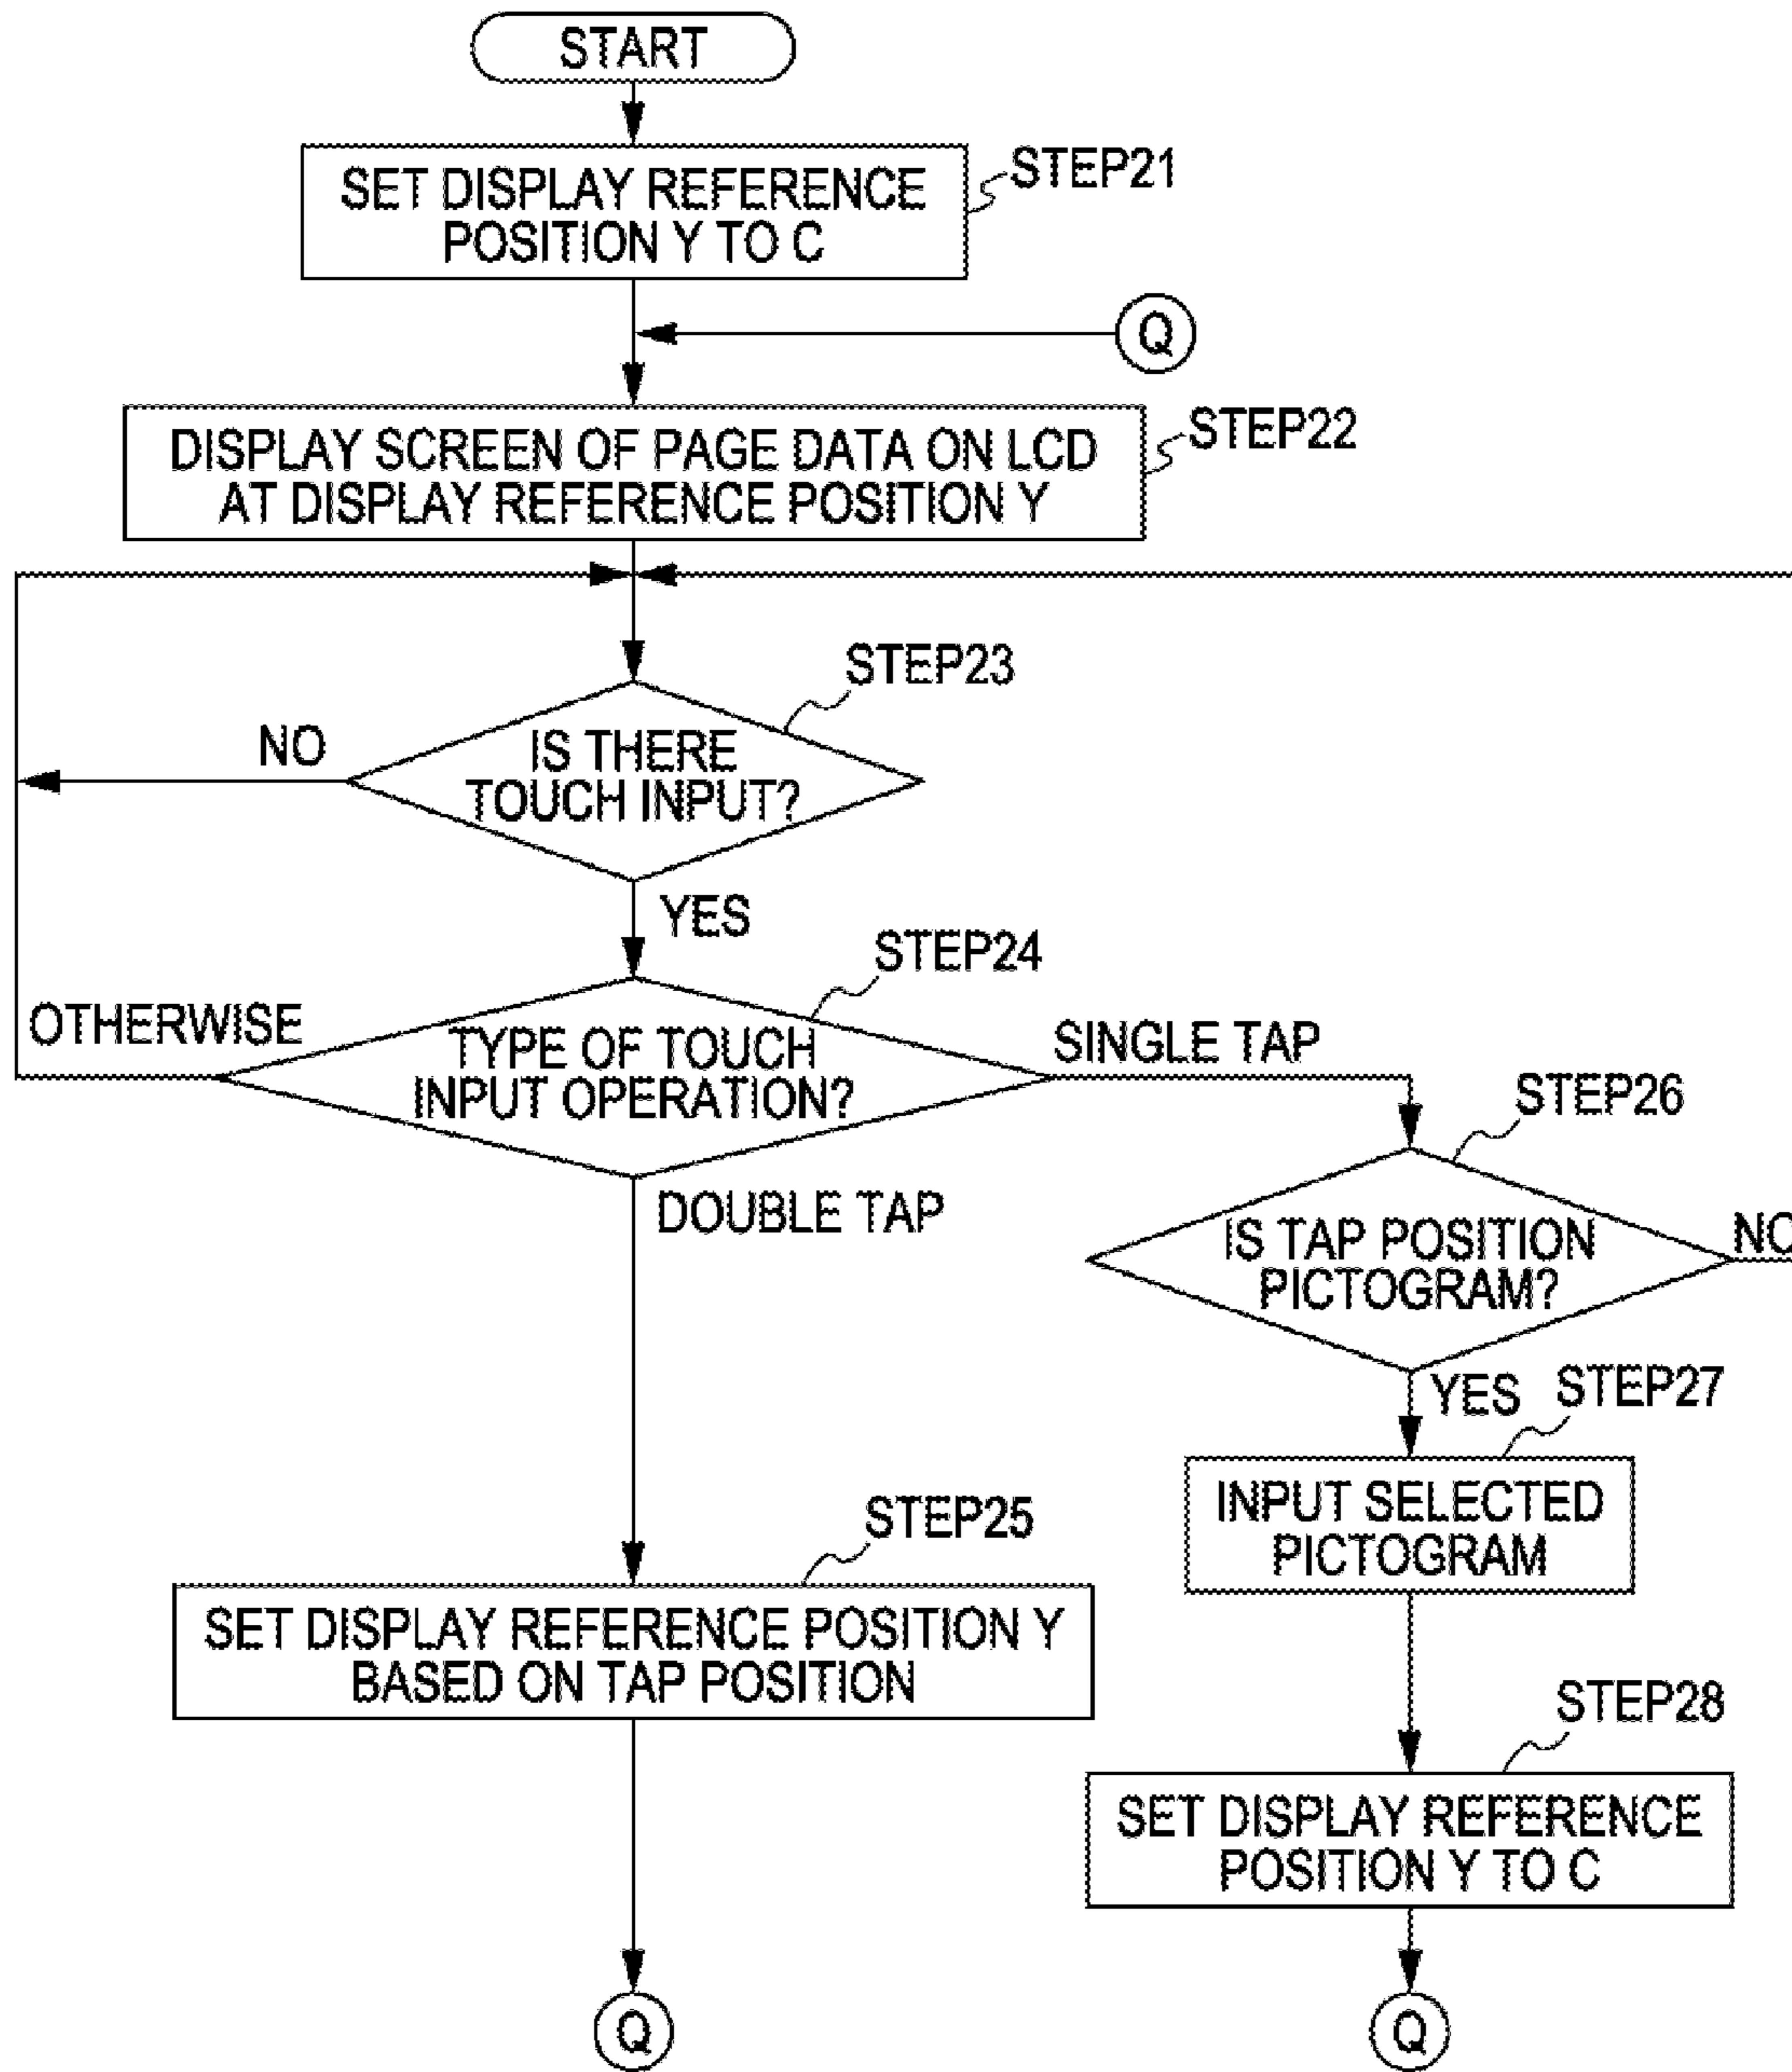 START
SET DISPLAY REFERENCE
POSITION Y TO C
STEP21
Q
DISPLAY SCREEN OF PAGE DATA ON LCD
AT DISPLAY REFERENCE POSITION Y
STEP22
STEP23
IS THERE
TOUCH INPUT?
NO
YES
STEP24
TYPE OF TOUCH
INPUT OPERATION?
OTHERWISE
SINGLE TAP
DOUBLE TAP
STEP26
IS TAP POSITION
PICTOGRAM?
NO
YES
STEP27
INPUT SELECTED
PICTOGRAM
STEP25
SET DISPLAY REFERENCE POSITION Y
BASED ON TAP POSITION
STEP28
SET DISPLAY REFERENCE
POSITION Y TO C
Q
Q